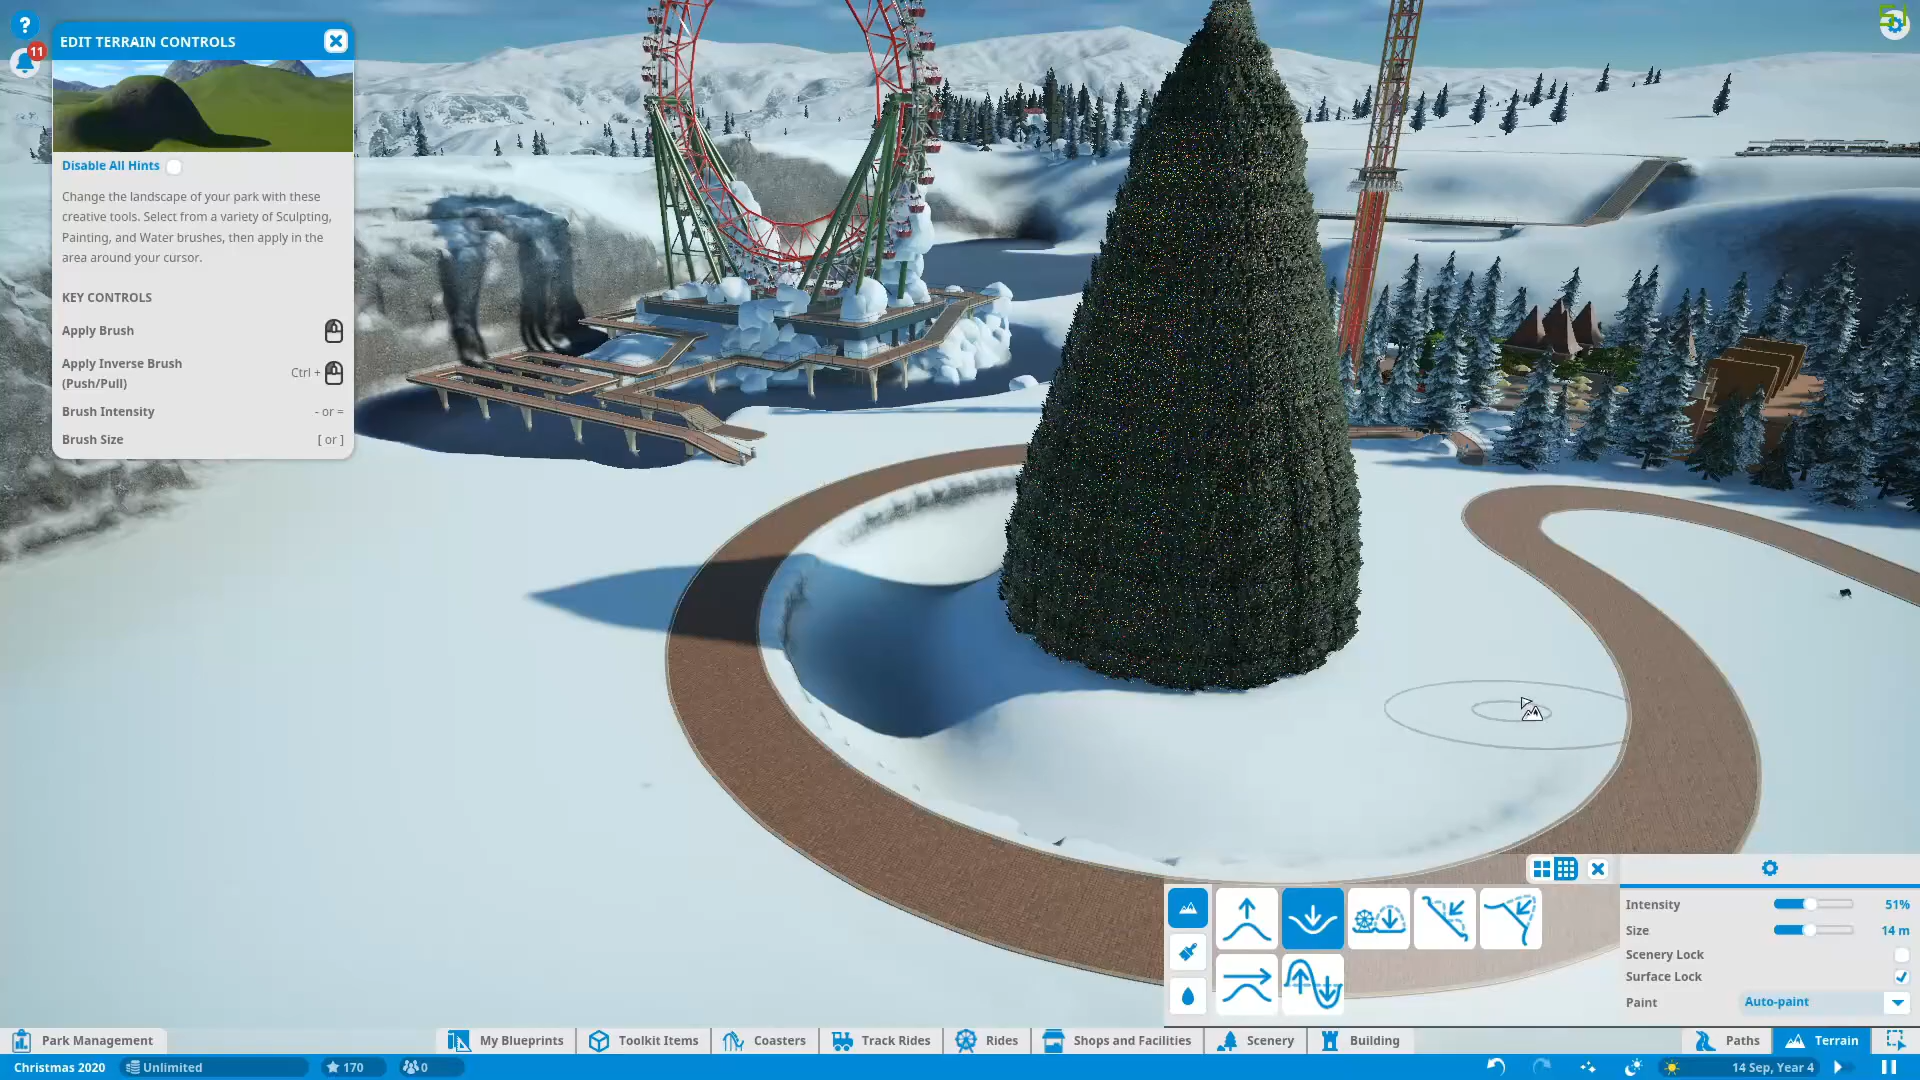 ?
11
EDIT TERRAIN CONTROLS
Disable All Hints
Change the landscape of your park with these
creative tools. Select from a variety of Sculpting,
Painting, and Water brushes, then apply in the
area around your cursor.
KEY CONTROLS
Apply Brush
Apply Inverse Brush
(Push/Pull)
Ctrl +
Brush Intensity
- or =
Brush Size
[ or ]
51
Intensity
51%
Size
14 m
Scenery Lock
Surface Lock
Paint
Auto-paint
Park Management
My Blueprints
Toolkit Items
Coasters
Track Rides
Rides
Shops and Facilities
Scenery
Building
Paths
Terrain
Christmas 2020
Unlimited
170
0
14 Sep, Year 4